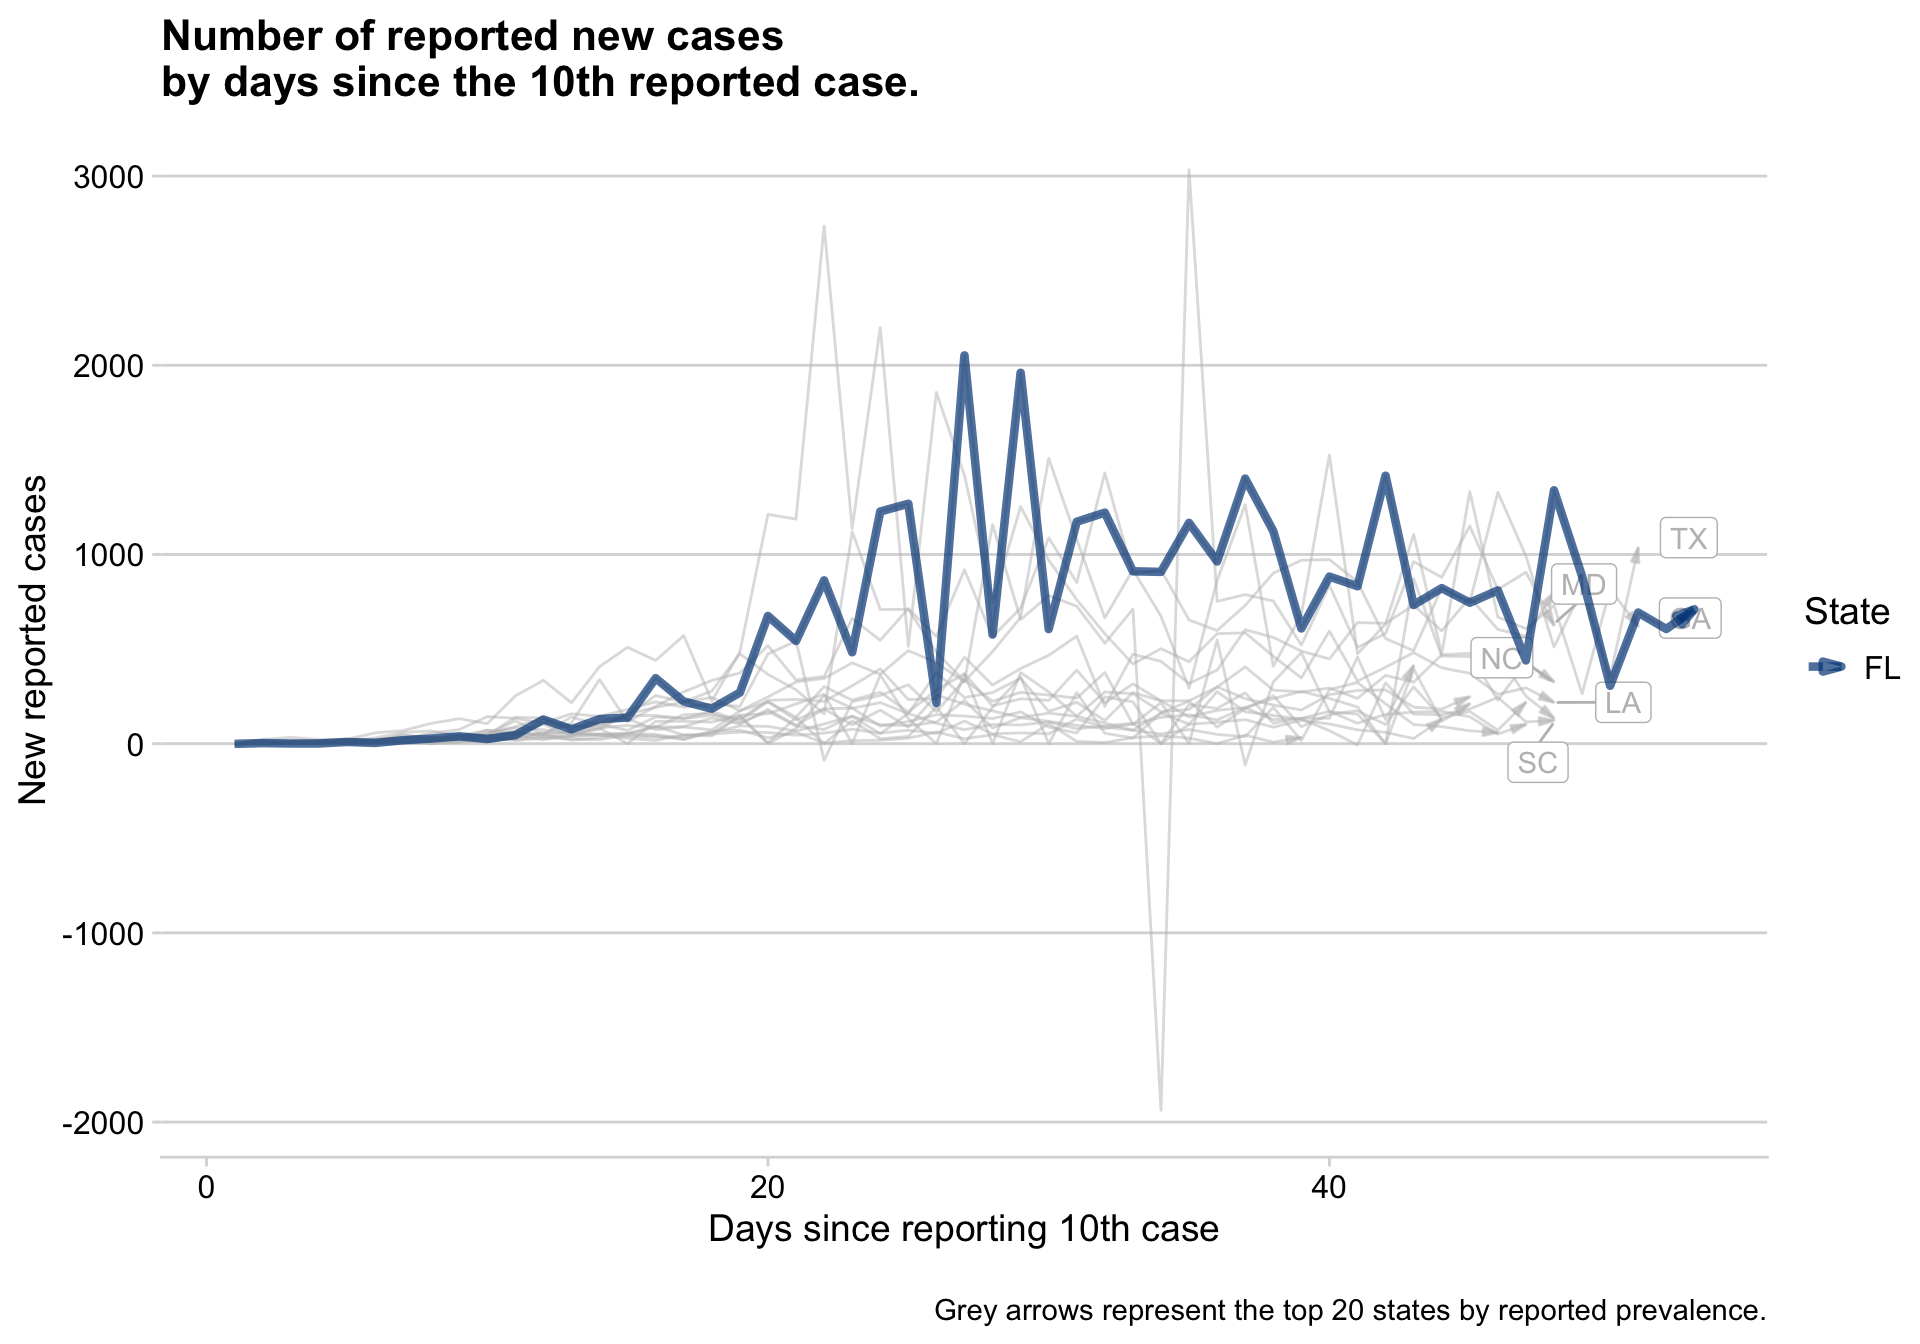 Number of reported new cases
by days since the 10th reported case.
3000
2000
1000
0
-1000
-2000
New reported cases
TX
MD
NC
LA
SC
State
FL
0
20
40
Days since reporting 10th case
Grey arrows represent the top 20 states by reported prevalence.